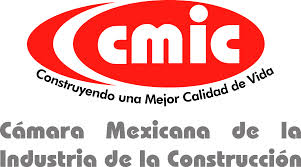 cmic
Construyendo una Mejor Calidad de Vida
Cámara Mexicana de la
Industria de la Construcción